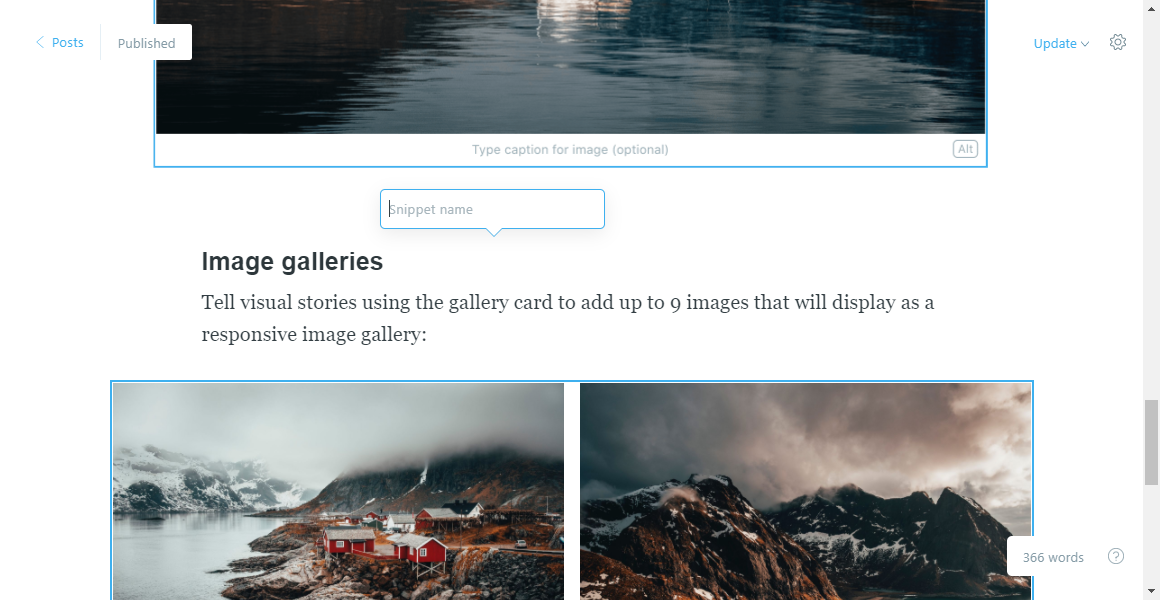 Posts
Published
Update
Type caption for image (optional)
Alt
Snippet name
Image galleries
Tell visual stories using the gallery card to add up to 9 images that will display as a
responsive image gallery:
366 words
?